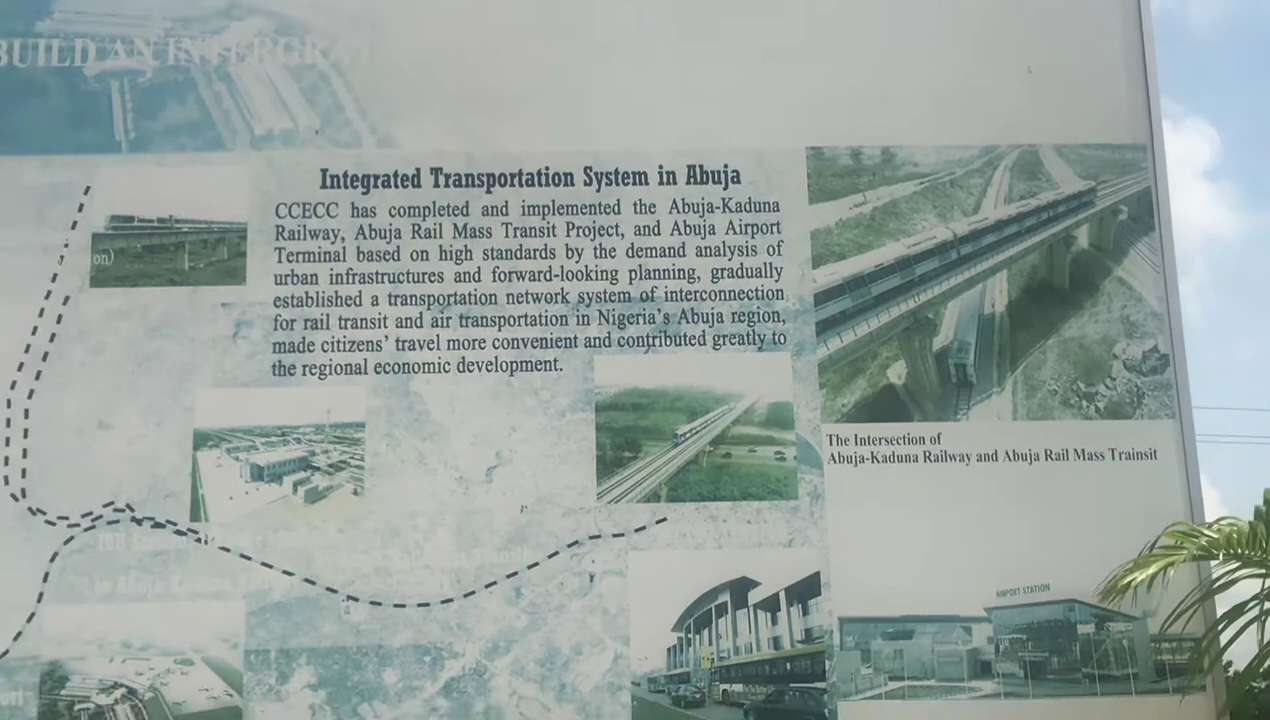 BUILD AN INTERGRA
Integrated Transportation System in Abuja
CCECC has completed and implemented the Abuja-Kaduna
Railway, Abuja Rail Mass Transit Project, and Abuja Airport
Terminal based on high standards by the demand analysis of
urban infrastructures and forward-looking planning, gradually
established a transportation network system of interconnection
for rail transit and air transportation in Nigeria's Abuja region,
made citizens' travel more convenient and contributed greatly to
the regional economic development.
on)
The Intersection of
Abuja-Kaduna Railway and Abuja Rail Mass Trainsit
AIRPORT STATION